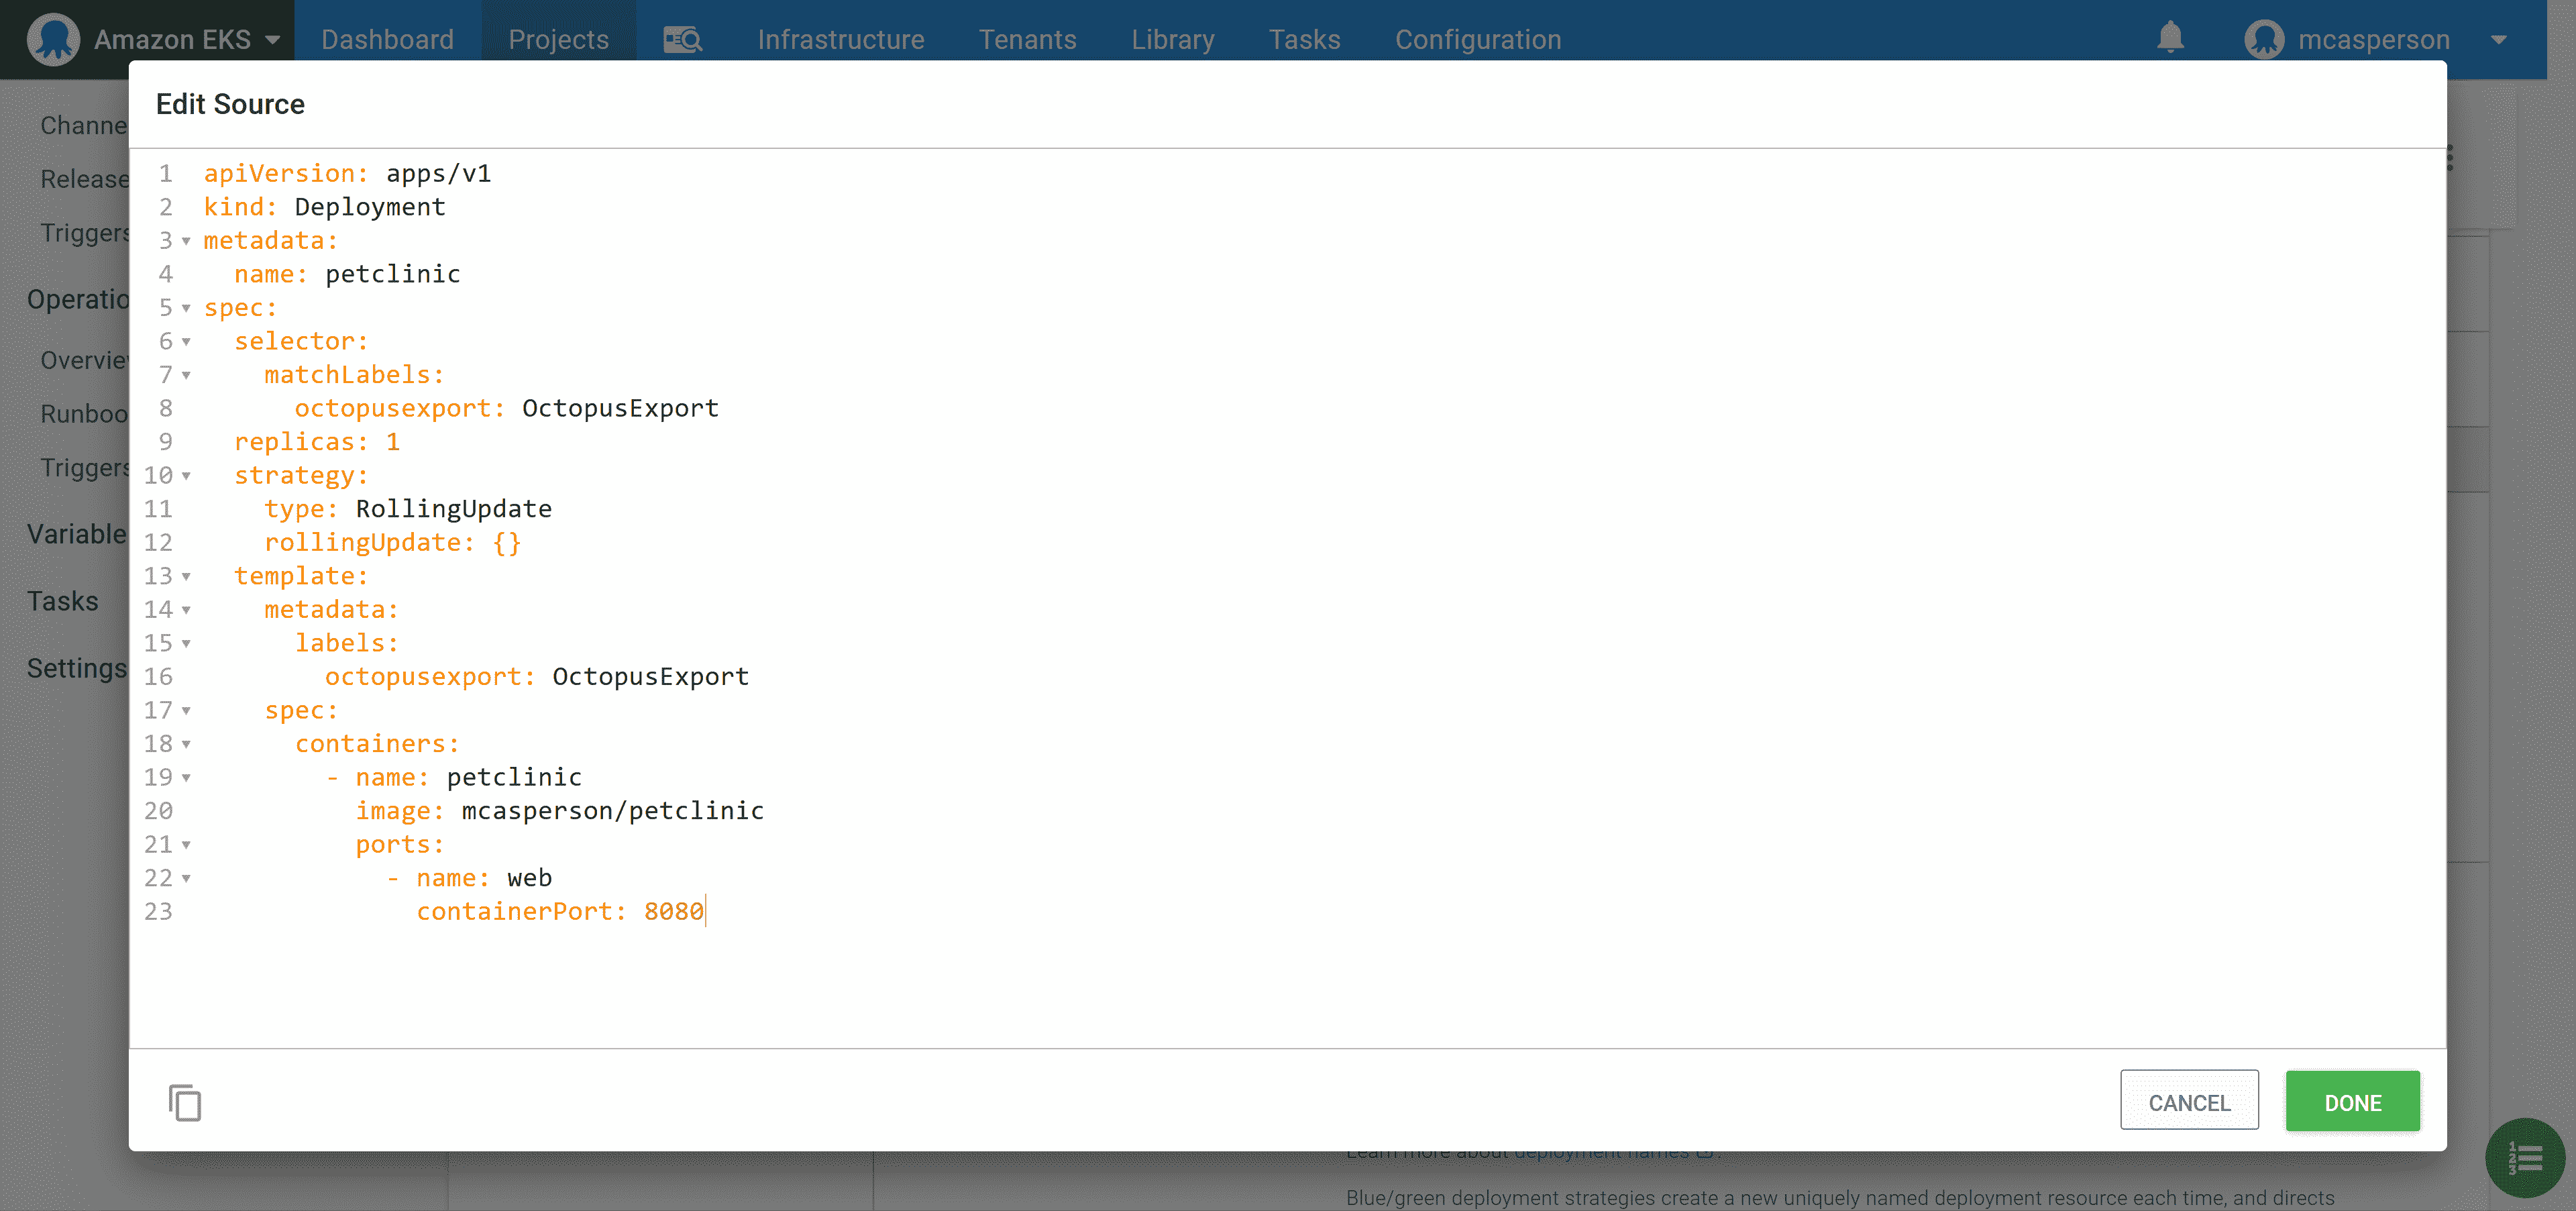 Amazon EKS Dashboard Projects Infrastructure Tenants Library Tasks Configuration mcasperson
Edit Source
Channe
Release
Triggers
Operatio
Overvie
Runboo
Triggers
Variable
Tasks
Settings
1 apiVersion: apps/v1
2 kind: Deployment
3 metadata:
4   name: petclinic
5 spec:
6   selector:
7     matchLabels:
8       octopusexport: OctopusExport
9   replicas: 1
10   strategy:
11     type: RollingUpdate
12     rollingUpdate: {}
13   template:
14     metadata:
15       labels:
16         octopusexport: OctopusExport
17     spec:
18       containers:
19         - name: petclinic
20           image: mcasperson/petclinic
21           ports:
22             - name: web
23               containerPort: 8080
CANCEL DONE
Learn more about deployment names.
Blue/green deployment strategies create a new uniquely named deployment resource each time, and directs